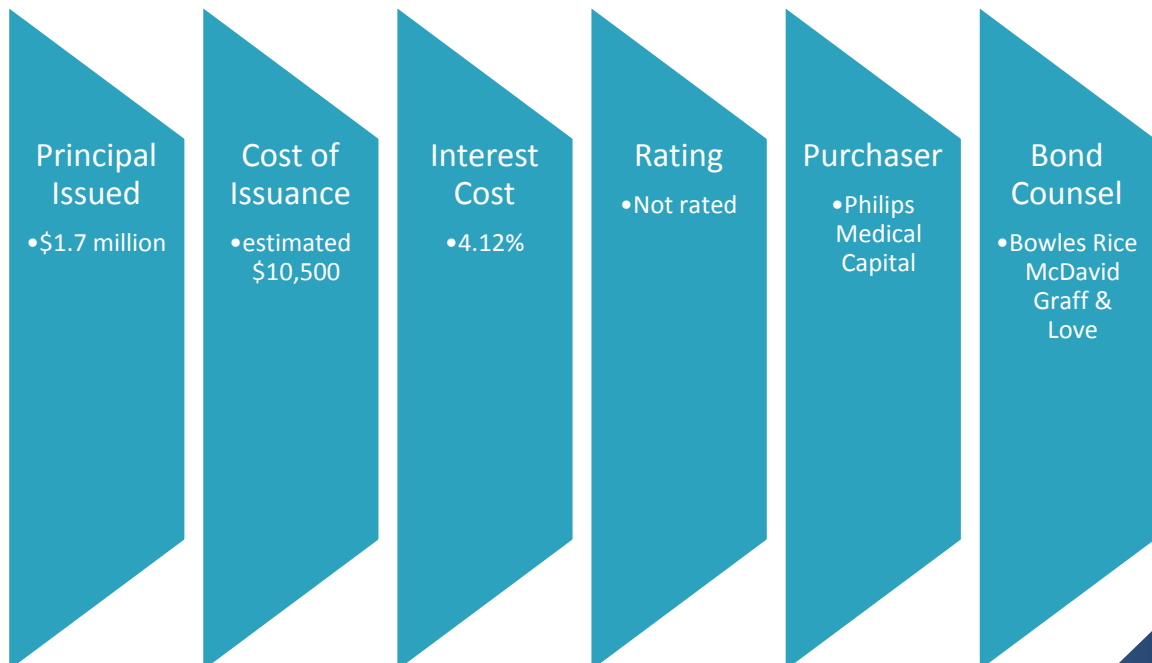 Principal
Issued
•$1.7 million
Cost of
Issuance
•estimated
$10,500
Interest
Cost
•4.12%
Rating
•Not rated
Purchaser
•Philips
Medical
Capital
Bond
Counsel
•Bowles Rice
McDavid
Graff &
Love